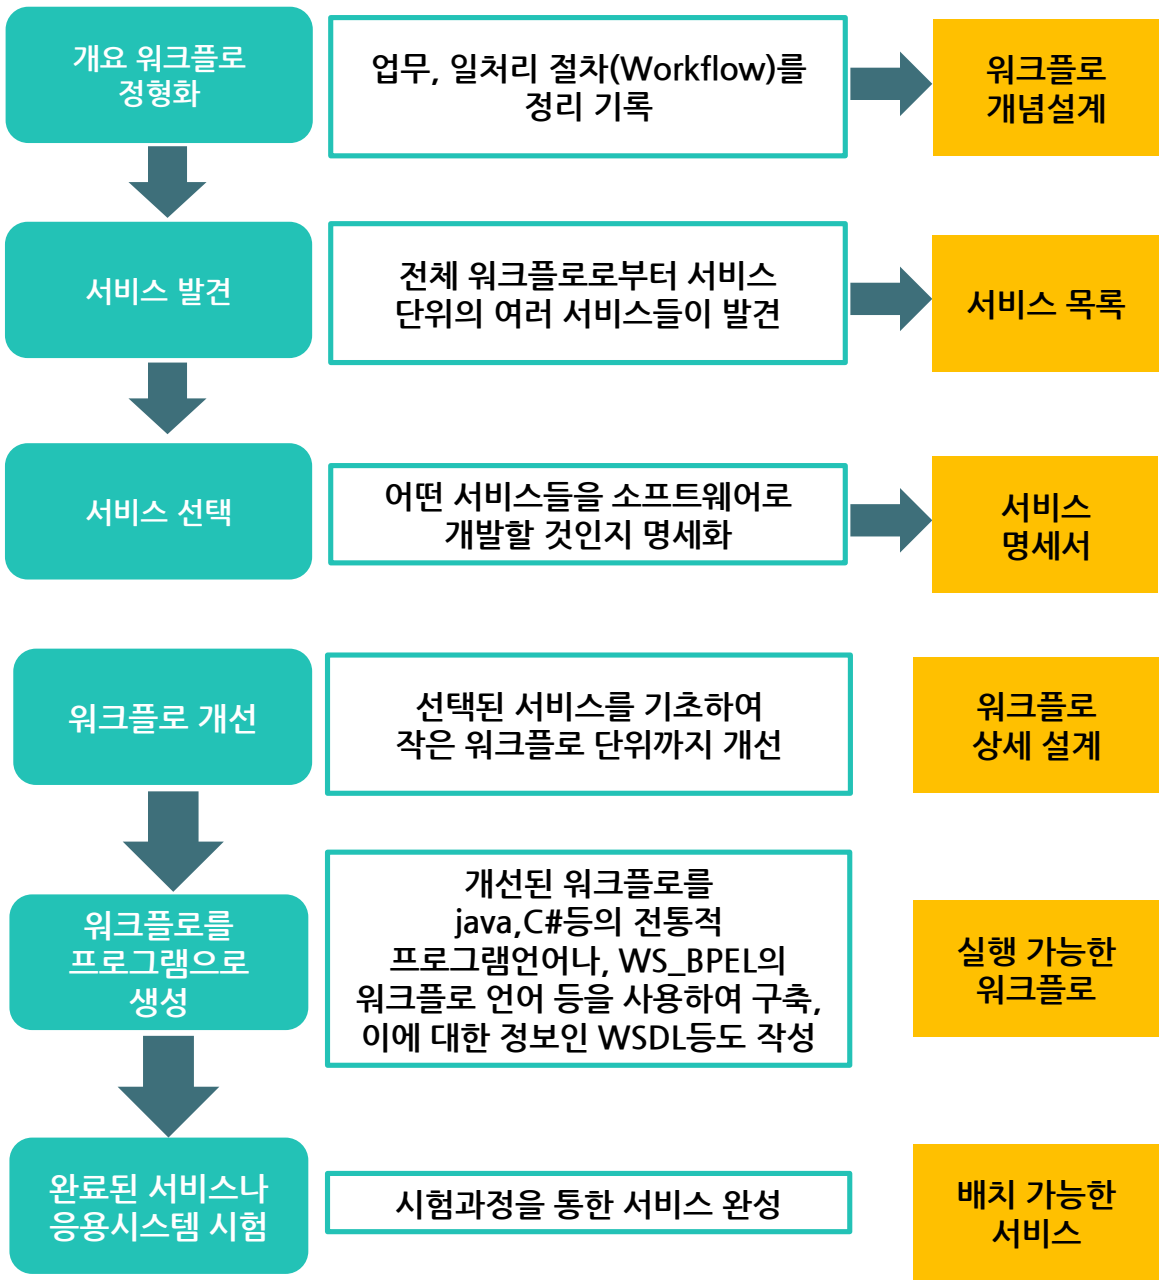 개요 워크플로
정형화
업무, 일처리 절차(Workflow)를
정리 기록
워크플로
개념설계
서비스 발견
전체 워크플로로부터 서비스
단위의 여러 서비스들이 발견
서비스 목록
서비스 선택
어떤 서비스들을 소프트웨어로
개발할 것인지 명세화
서비스
명세서
워크플로 개선
선택된 서비스를 기초하여
작은 워크플로 단위까지 개선
워크플로
상세 설계
워크플로를
프로그램으로
생성
개선된 워크플로를
java,C#등의 전통적
프로그램언어나, WS_BPEL의
워크플로 언어 등을 사용하여 구축,
이에 대한 정보인 WSDL등도 작성
실행 가능한
워크플로
완료된 서비스나
응용시스템 시험
시험과정을 통한 서비스 완성
배치 가능한
서비스